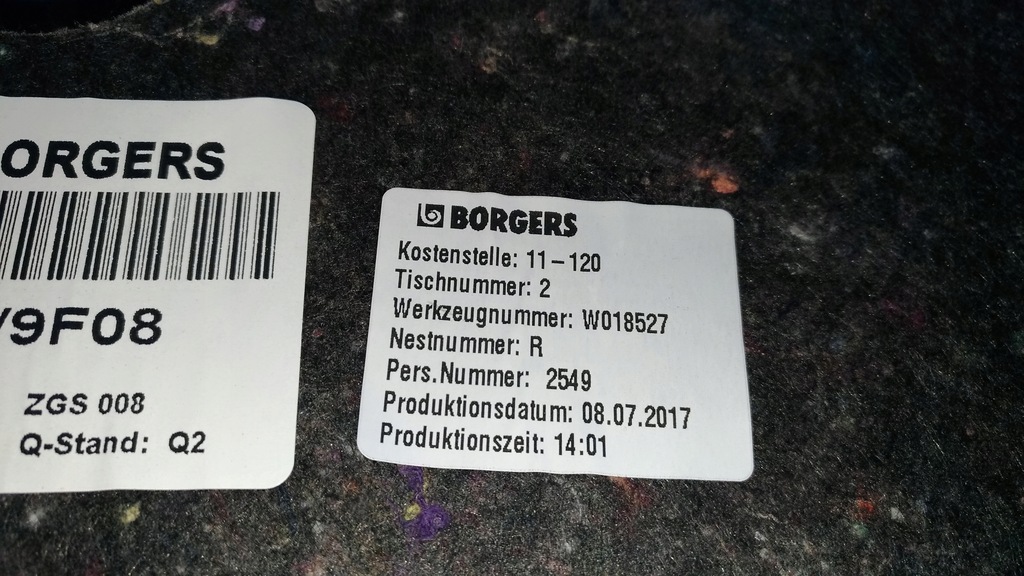 ORGERS
9F08
ZGS 008
Q-Stand: Q2
BORGERS
Kostenstelle: 11-120
Tischnummer: 2
Werkzeugnummer: W018527
Nestnummer: R
Pers.Nummer: 2549
Produktionsdatum: 08.07.2017
Produktionszeit: 14:01